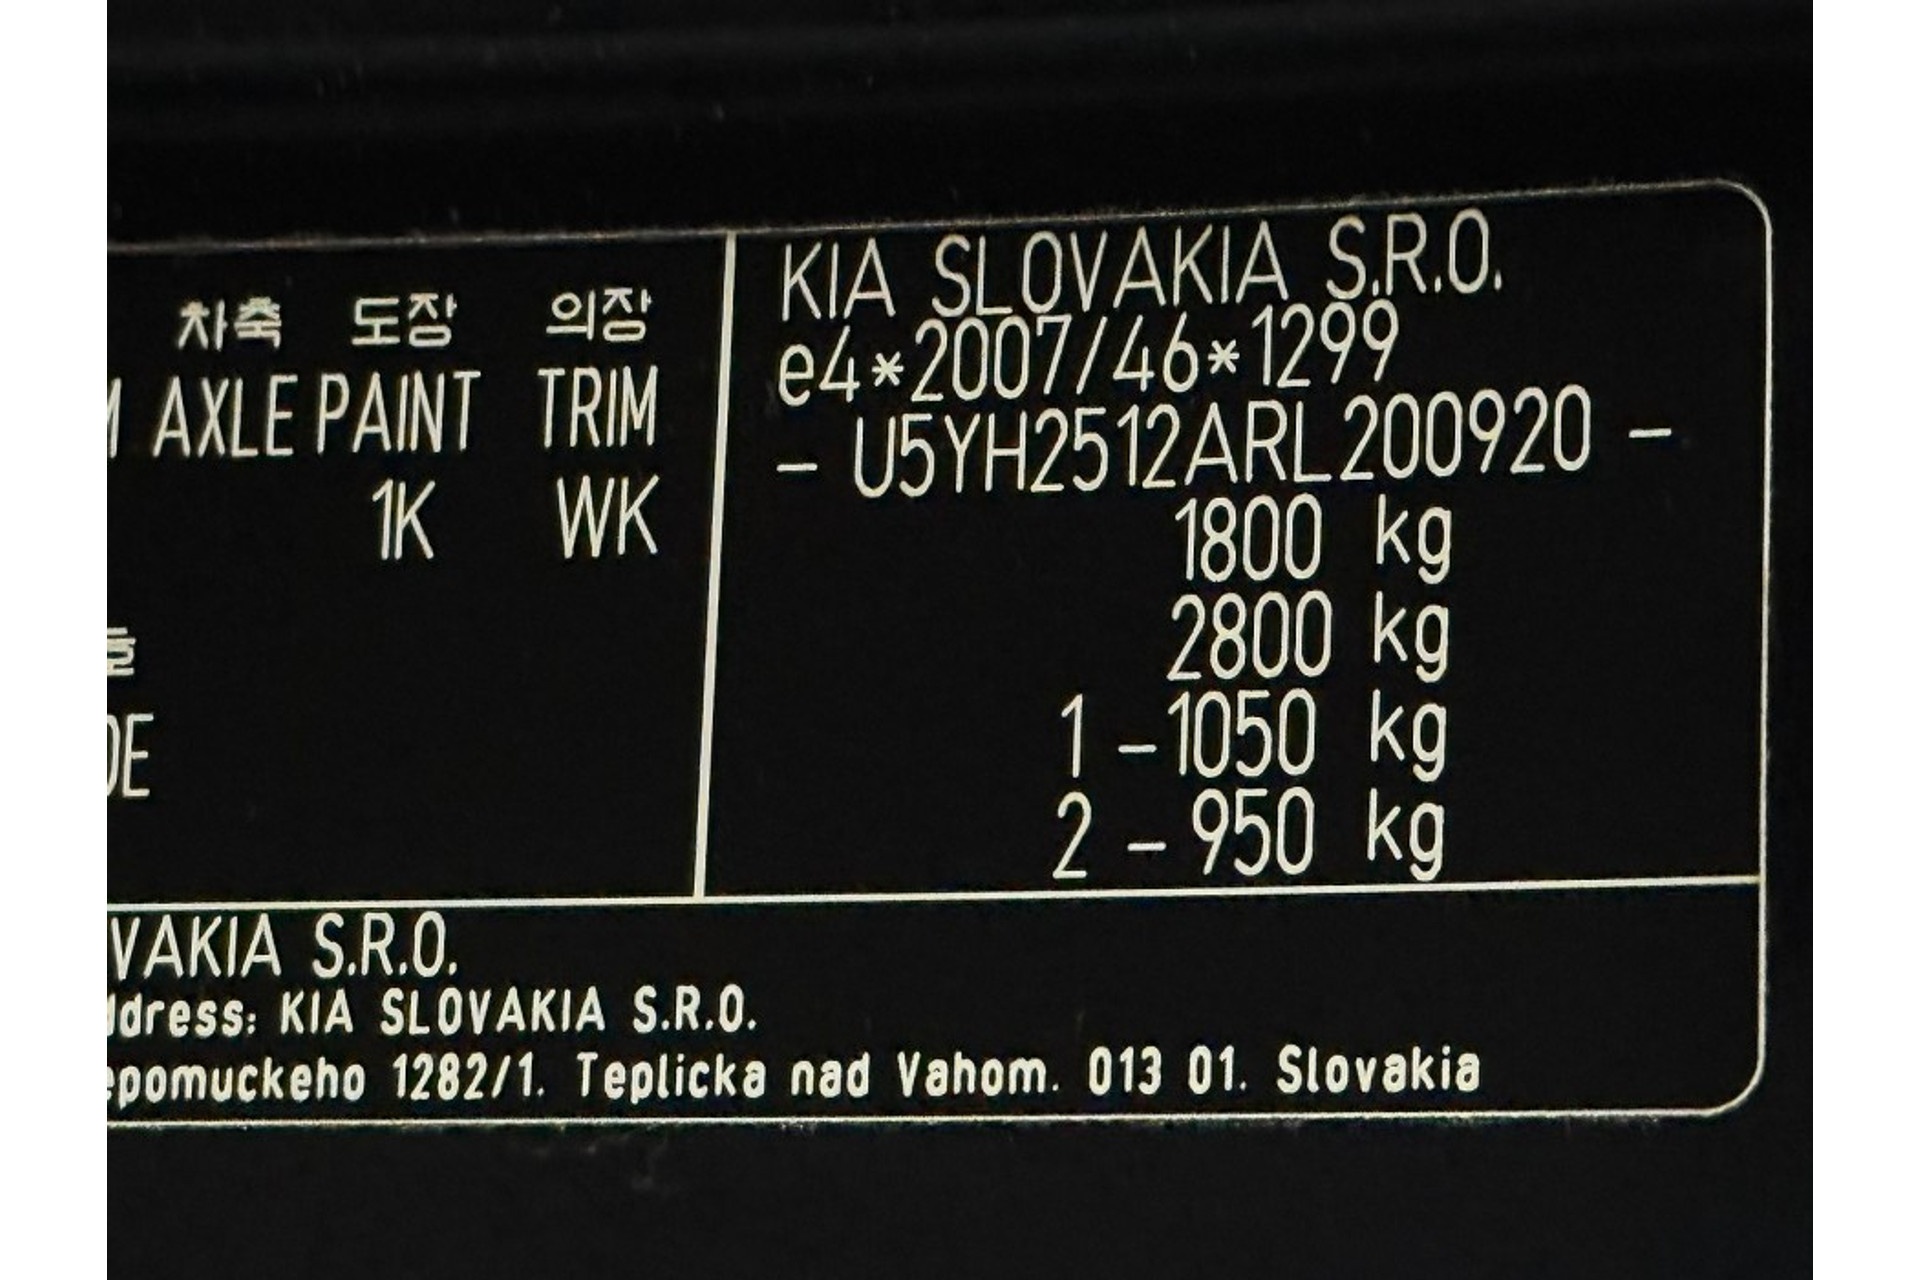 차축 도장 의장
AXLE PAINT TRIM
1K WK
KIA SLOVAKIA S.R.O.
e4*2007/46*1299
- U5YH2512ARL200920 -
1800 kg
2800 kg
1 -1050 kg
2 - 950 kg
VAKIA S.R.O.
ddress: KIA SLOVAKIA S.R.O.
epomuckeho 1282/1. Teplicka nad Vahom. 013 01. Slovakia